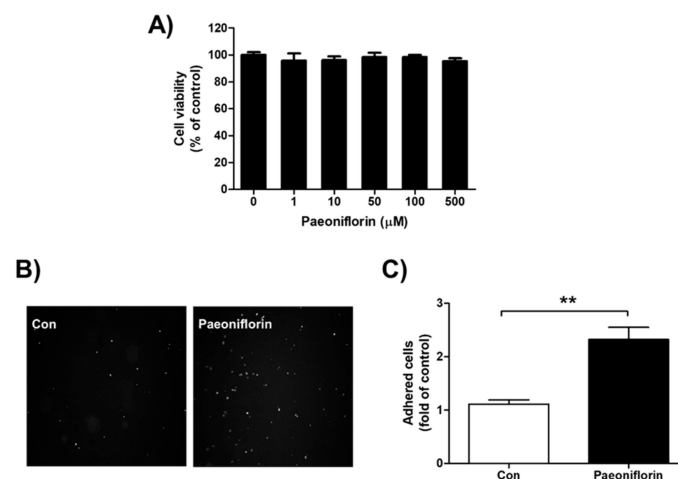 A)
Cell viability
(% of control)
120
100
80
60
40
20
0
0 1 10 50 100 500
Paeoniflorin (μM)
B)
Con
Paeoniflorin
C)
Adhered cells
(fold of control)
3
2
1
0
**
Con Paeoniflorin